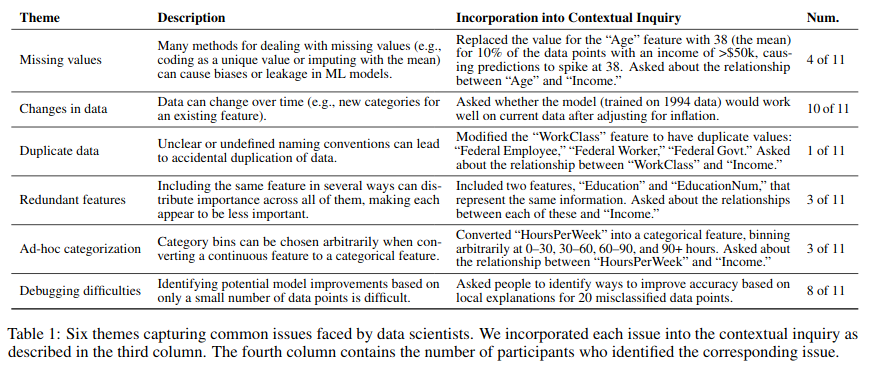 Theme Description Incorporation into Contextual Inquiry Num.
Missing values
Many methods for dealing with missing values (e.g.,
coding as a unique value or imputing with the mean)
can cause biases or leakage in ML models.
Replaced the value for the “Age” feature with 38 (the mean)
for 10% of the data points with an income of >$50k, caus-
ing predictions to spike at 38. Asked about the relationship
between “Age” and “Income.”
4 of 11
Changes in data
Data can change over time (e.g., new categories for
an existing feature).
Asked whether the model (trained on 1994 data) would work
well on current data after adjusting for inflation.
10 of 11
Duplicate data
Unclear or undefined naming conventions can lead
to accidental duplication of data.
Modified the “WorkClass” feature to have duplicate values:
“Federal Employee,” “Federal Worker,” “Federal Govt.” Asked
about the relationship between “WorkClass” and “Income.”
1 of 11
Redundant features
Including the same feature in several ways can dis-
tribute importance across all of them, making each
appear to be less important.
Included two features, “Education” and “EducationNum,” that
represent the same information. Asked about the relationships
between each of these and “Income.”
3 of 11
Ad-hoc categorization
Category bins can be chosen arbitrarily when con-
verting a continuous feature to a categorical feature.
Converted “HoursPerWeek” into a categorical feature, binning
arbitrarily at 0–30, 30–60, 60–90, and 90+ hours. Asked about
the relationship between “HoursPerWeek” and “Income.”
3 of 11
Debugging difficulties
Identifying potential model improvements based on
only a small number of data points is difficult.
Asked people to identify ways to improve accuracy based on
local explanations for 20 misclassified data points.
8 of 11
Table 1: Six themes capturing common issues faced by data scientists. We incorporated each issue into the contextual inquiry as
described in the third column. The fourth column contains the number of participants who identified the corresponding issue.